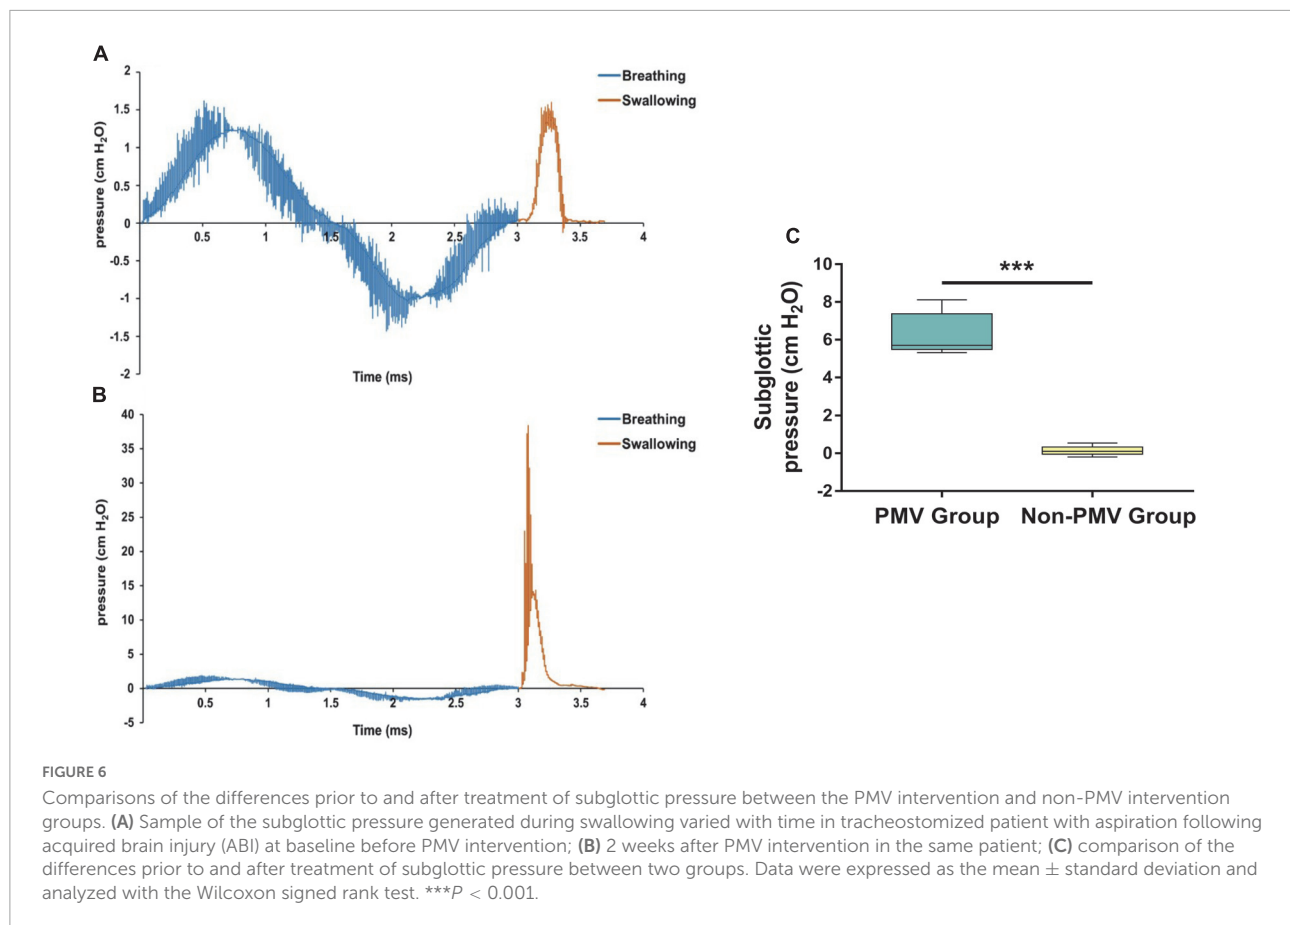 A
2
1.5
1
0.5
0
-0.5
-1
-1.5
-2
pressure (cm H2O)
0.5 1 1.5 2 2.5 3 3.5 4
Time (ms)
Breathing
Swallowing
B
40
35
30
25
20
15
10
5
0
-5
pressure (cm H2O)
0.5 1 1.5 2 2.5 3 3.5 4
Time (ms)
Breathing
Swallowing
C
10
8
6
4
2
0
-2
Subglottic
pressure (cm H2O)
***
PMV Group Non-PMV Group
FIGURE 6
Comparisons of the differences prior to and after treatment of subglottic pressure between the PMV intervention and non-PMV intervention
groups. (A) Sample of the subglottic pressure generated during swallowing varied with time in tracheostomized patient with aspiration following
acquired brain injury (ABI) at baseline before PMV intervention; (B) 2 weeks after PMV intervention in the same patient; (C) comparison of the
differences prior to and after treatment of subglottic pressure between two groups. Data were expressed as the mean ± standard deviation and
analyzed with the Wilcoxon signed rank test. ***P < 0.001.